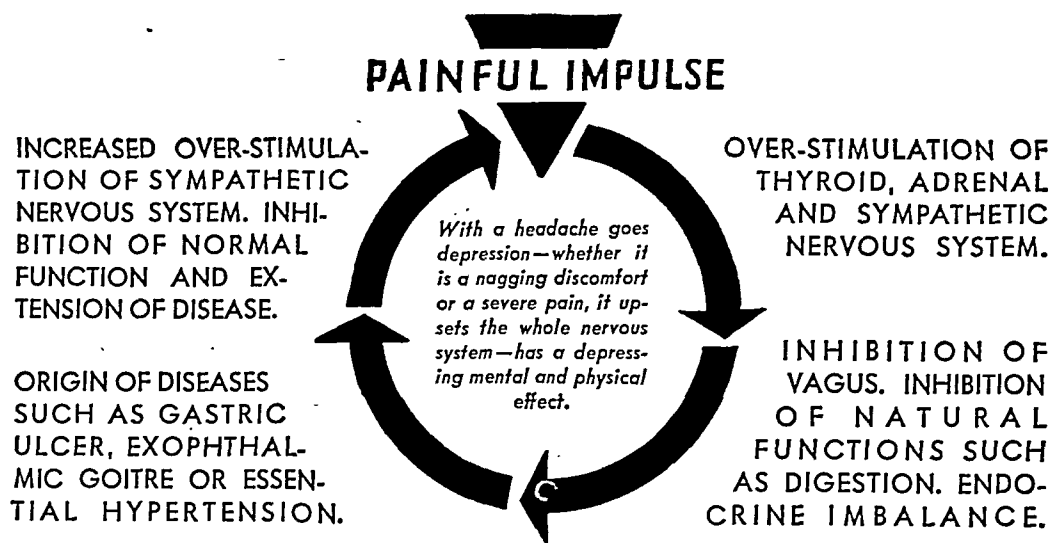 PAINFUL IMPULSE
OVER-STIMULATION OF
THYROID, ADRENAL
AND SYMPATHETIC
NERVOUS SYSTEM.
INHIBITION OF
VAGUS. INHIBITION
OF NATURAL
FUNCTIONS SUCH
AS DIGESTION. ENDO-
CRINE IMBALANCE.
ORIGIN OF DISEASES
SUCH AS GASTRIC
ULCER, EXOPHTHAL-
MIC GOITRE OR ESSEN-
TIAL HYPERTENSION.
INCREASED OVER-STIMULA-
TION OF SYMPATHETIC
NERVOUS SYSTEM. INHI-
BITION OF NORMAL
FUNCTION AND EX-
TENSION OF DISEASE.
With a headache goes
depression—whether it
is a nagging discomfort
or a severe pain, it up-
sets the whole nervous
system—has a depress-
ing mental and physical
effect.